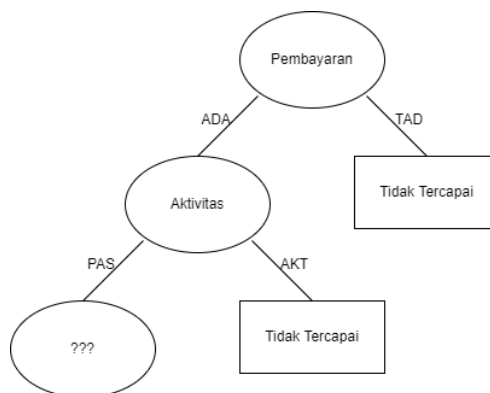 Pembayaran
ADA
TAD
Aktivitas
Tidak Tercapai
PAS
AKT
???
Tidak Tercapai